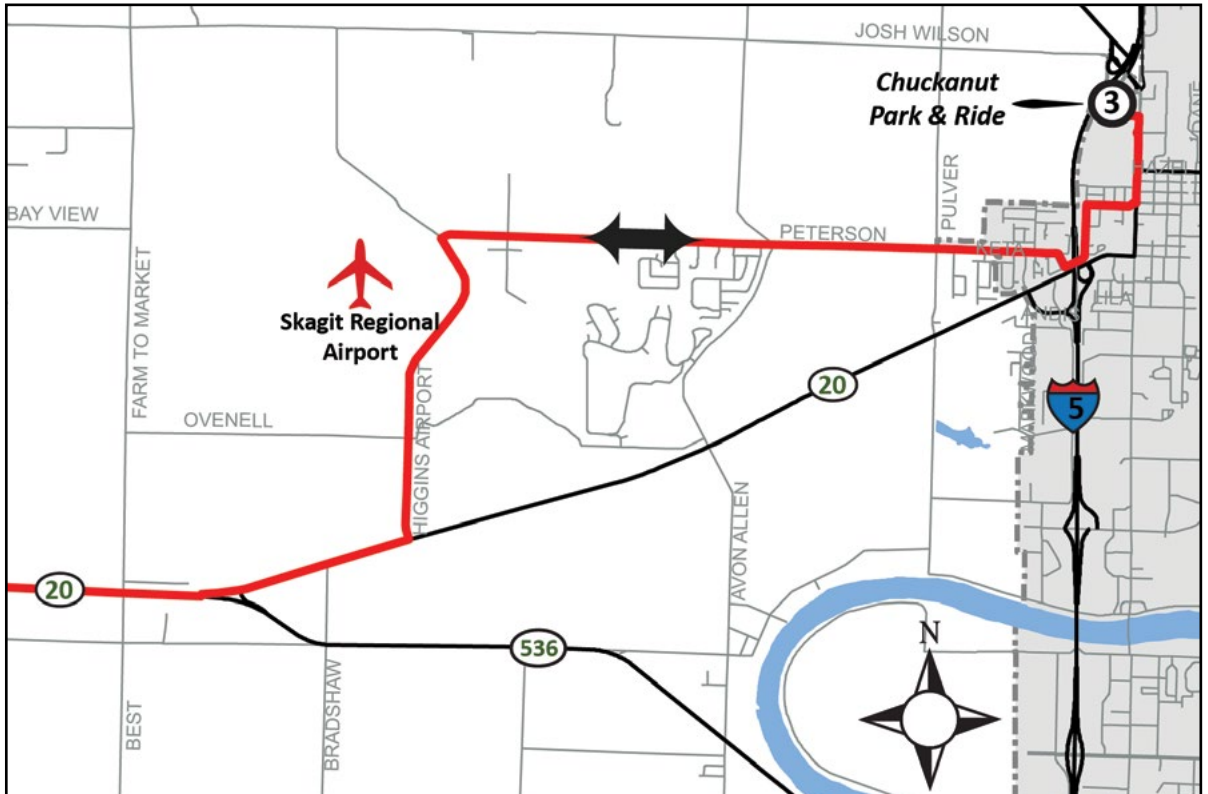 JOSH WILSON
Chuckanut
Park & Ride
3
PULVER
BAY VIEW
PETERSON
KETA
FARM TO MARKET
Skagit Regional
Airport
HIGGINS AIRPORT
OVENELL
20
5
AVON ALLEN
20
536
N
BEST
BRADSHAW